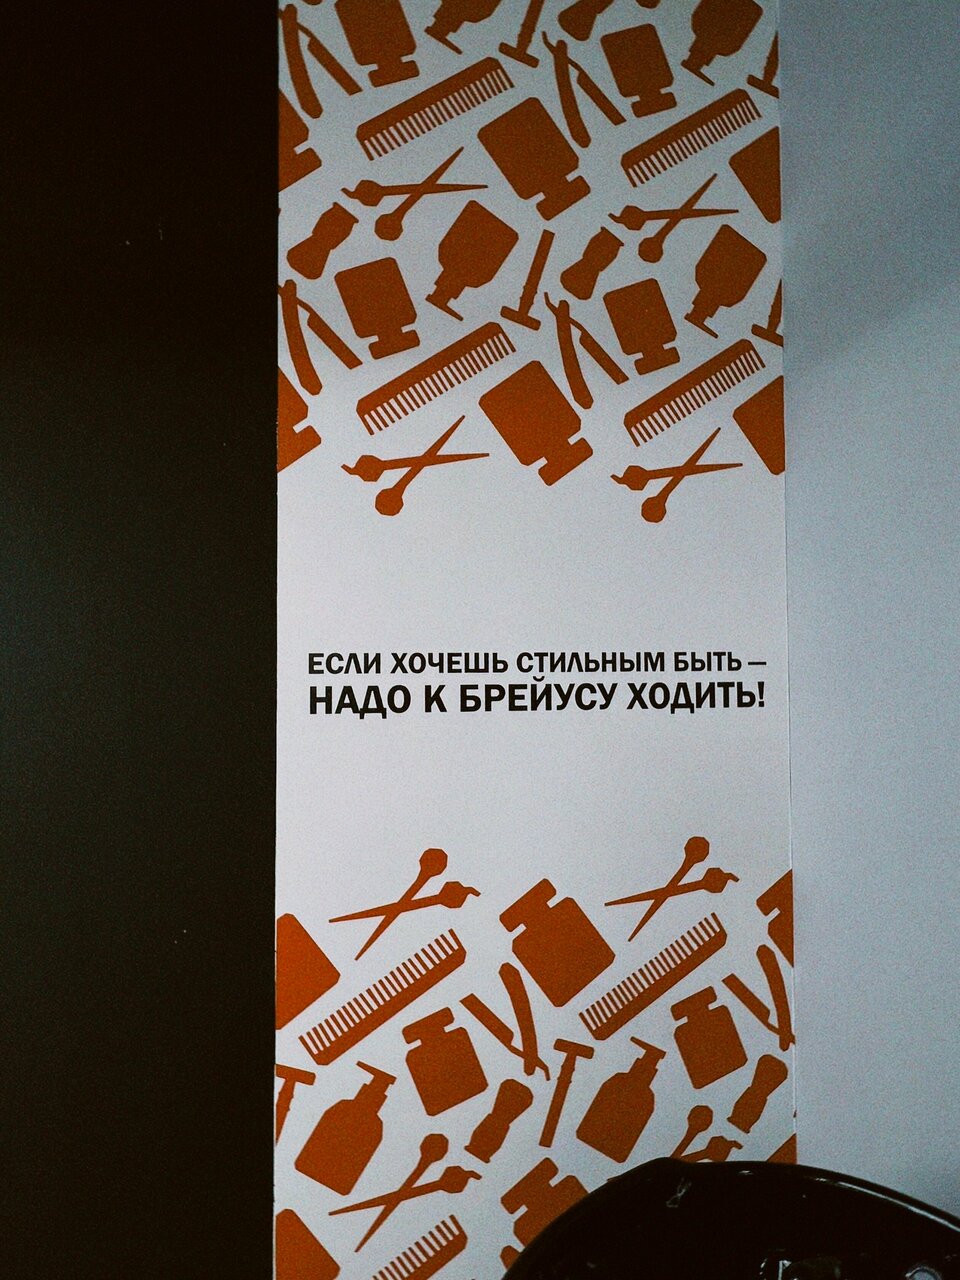 ЕСЛИ ХОЧЕШЬ СТИЛЬНЫМ БЫТЬ –
НАДО К БРЕЙУСУ ХОДИТЬ!